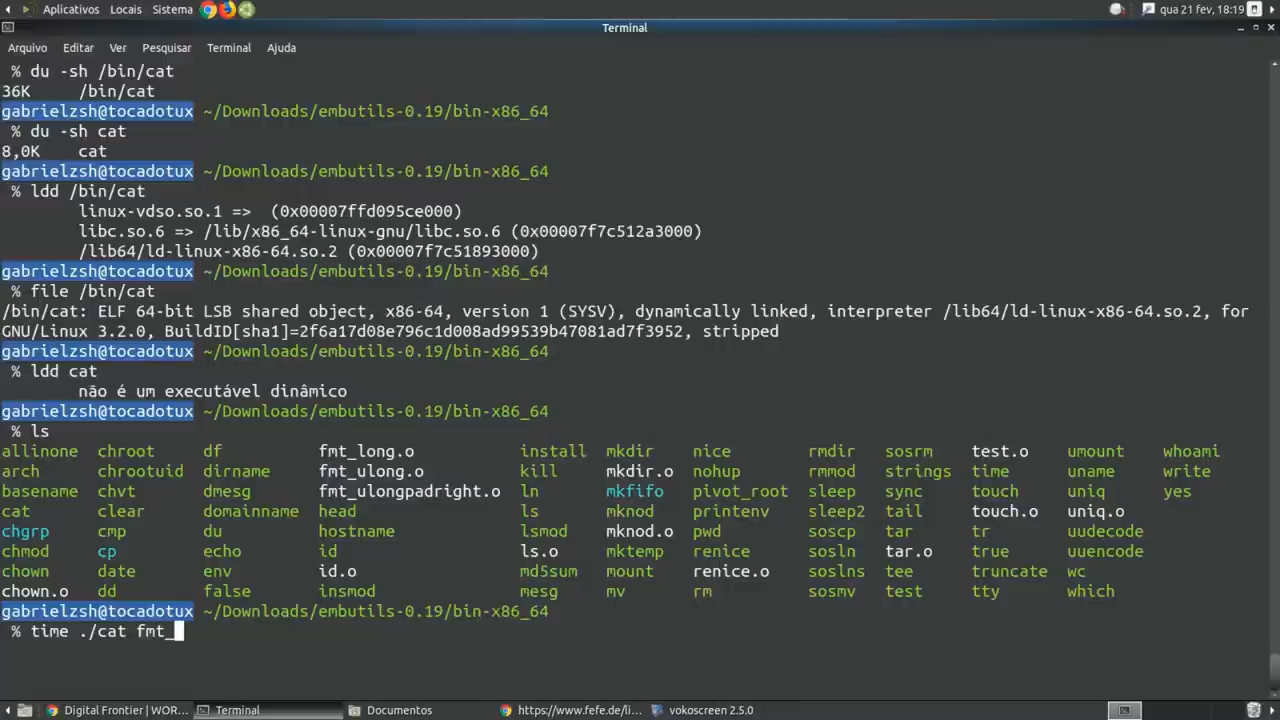 Aplicativos Locais Sistema qua 21 fev, 18:19
Terminal
Arquivo Editar Ver Pesquisar Terminal Ajuda
% du -sh /bin/cat
36K /bin/cat
gabrielzsh@tocadotux ~/Downloads/embutils-0.19/bin-x86_64
% du -sh cat
8,0K cat
gabrielzsh@tocadotux ~/Downloads/embutils-0.19/bin-x86_64
% ldd /bin/cat
linux-vdso.so.1 => (0x00007ffd095ce000)
libc.so.6 => /lib/x86_64-linux-gnu/libc.so.6 (0x00007f7c512a3000)
/lib64/ld-linux-x86-64.so.2 (0x00007f7c51893000)
gabrielzsh@tocadotux ~/Downloads/embutils-0.19/bin-x86_64
% file /bin/cat
/bin/cat: ELF 64-bit LSB shared object, x86-64, version 1 (SYSV), dynamically linked, interpreter /lib64/ld-linux-x86-64.so.2, for
GNU/Linux 3.2.0, BuildID[sha1]=2f6a17d08e796c1d008ad99539b47081ad7f3952, stripped
gabrielzsh@tocadotux ~/Downloads/embutils-0.19/bin-x86_64
% ldd cat
não é um executável dinâmico
gabrielzsh@tocadotux ~/Downloads/embutils-0.19/bin-x86_64
% ls
allinone chroot df fmt_long.o install mkdir nice rmdir sosrm test.o umount whoami
arch chrootuid dirname fmt_ulong.o kill mkdir.o nohup rmmod strings time uname write
basename chvt dmesg fmt_ulongpadright.o ln mkfifo pivot_root sleep sync touch uniq yes
cat clear domainname head ls mknod printenv sleep2 tail touch.o uniq.o
chgrp cmp du hostname lsmod mknod.o pwd soscp tar tr uudecode
chmod cp echo id ls.o mktemp renice sosln tar.o true uuencode
chown date env id.o md5sum mount renice.o soslns tee truncate wc
chown.o dd false insmod mesg mv rm sosmv test tty which
gabrielzsh@tocadotux ~/Downloads/embutils-0.19/bin-x86_64
% time ./cat fmt_
Digital Frontier | WOR... Terminal Documentos https://www.fefe.de/li... vokoscreen 2.5.0